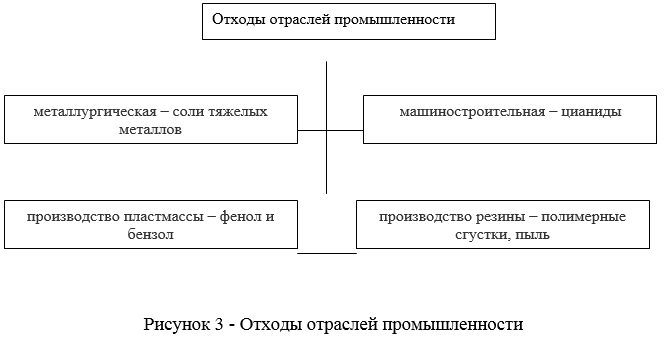 Отходы отраслей промышленности
металлургическая – соли тяжелых
металлов
машиностроительная – цианиды
производство пластмассы – фенол и
бензол
производство резины – полимерные
сгустки, пыль
Рисунок 3 - Отходы отраслей промышленности